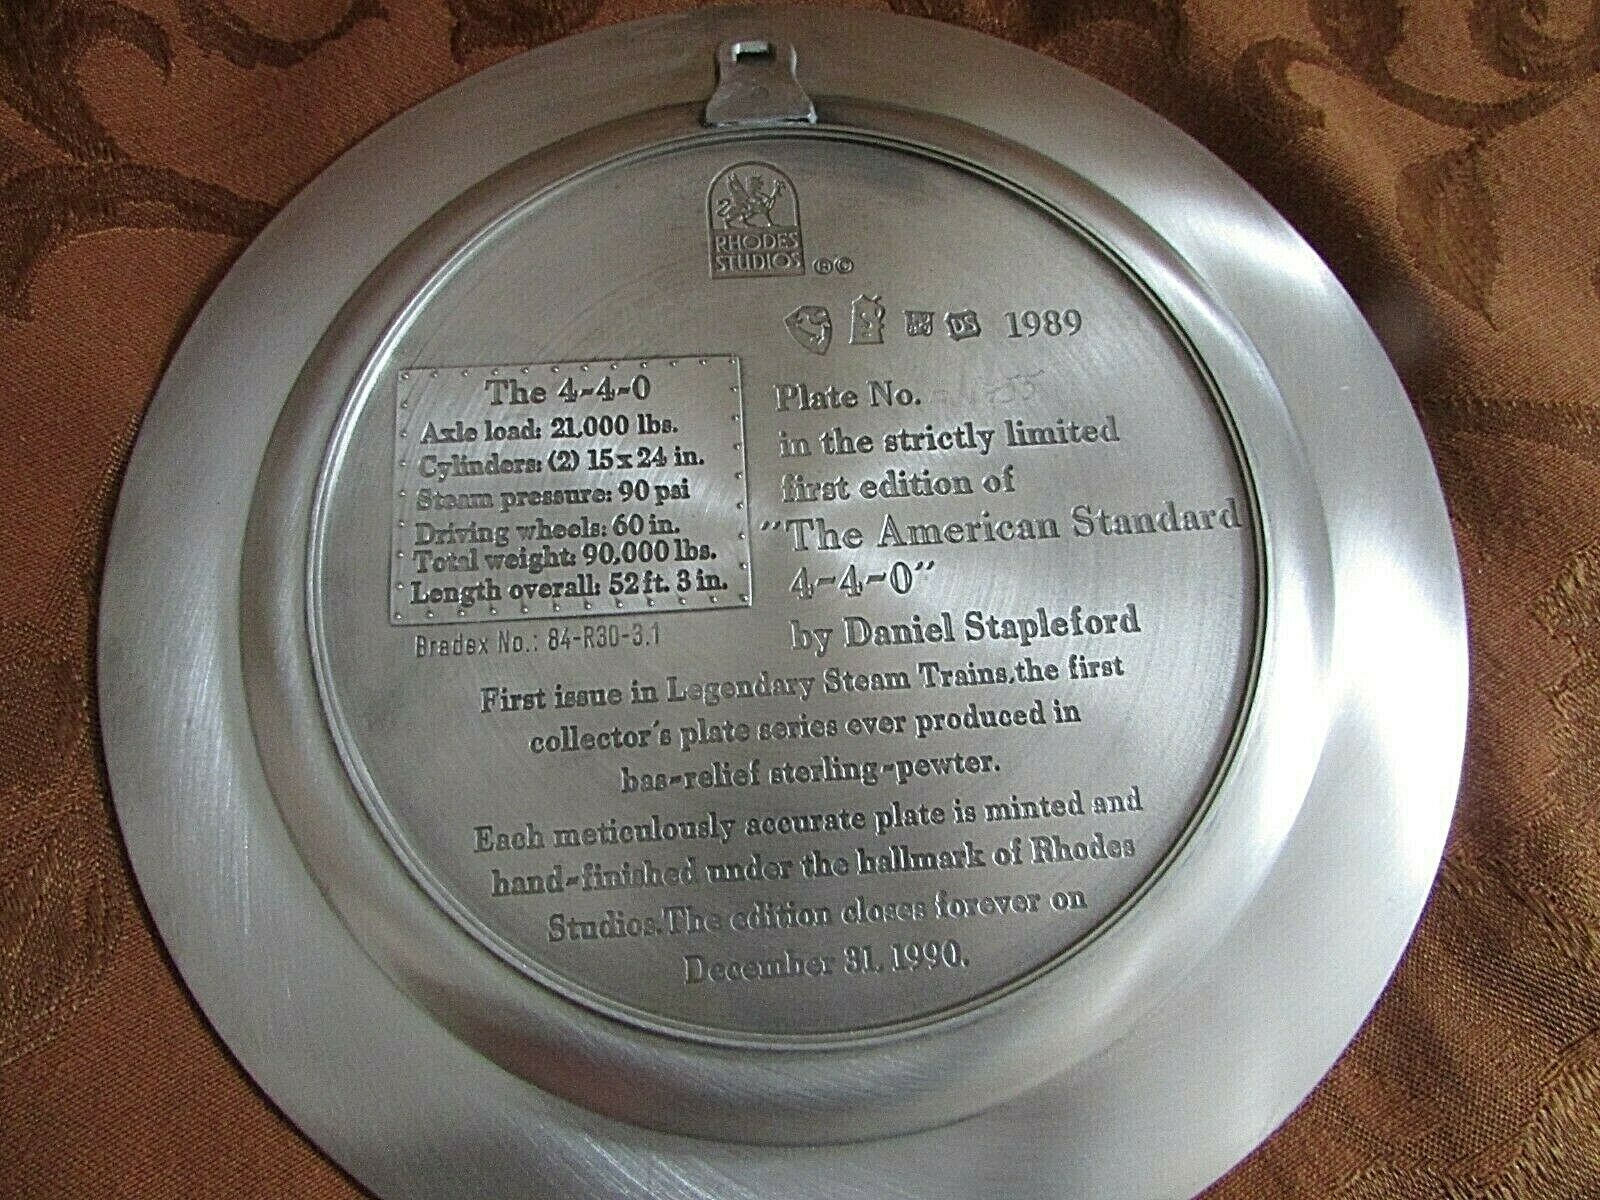 RHODES
STUDIOS ®©
DS 1989
The 4-4-0
Axle load: 21,000 lbs.
Cylinders: (2) 15x24 in.
Steam pressure: 90 psi
Driving wheels: 60 in.
Total weight: 90,000 lbs.
Length overall: 52 ft. 3 in.
Bradex No.: 84-R30-3.1
Plate No.
in the strictly limited
first edition of
"The American Standard
4-4-0"
by Daniel Stapleford
First issue in Legendary Steam Trains, the first
collector's plate series ever produced in
bas-relief sterling-pewter.
Each meticulously accurate plate is minted and
hand-finished under the hallmark of Rhodes
Studios. The edition closes forever on
December 31, 1990.